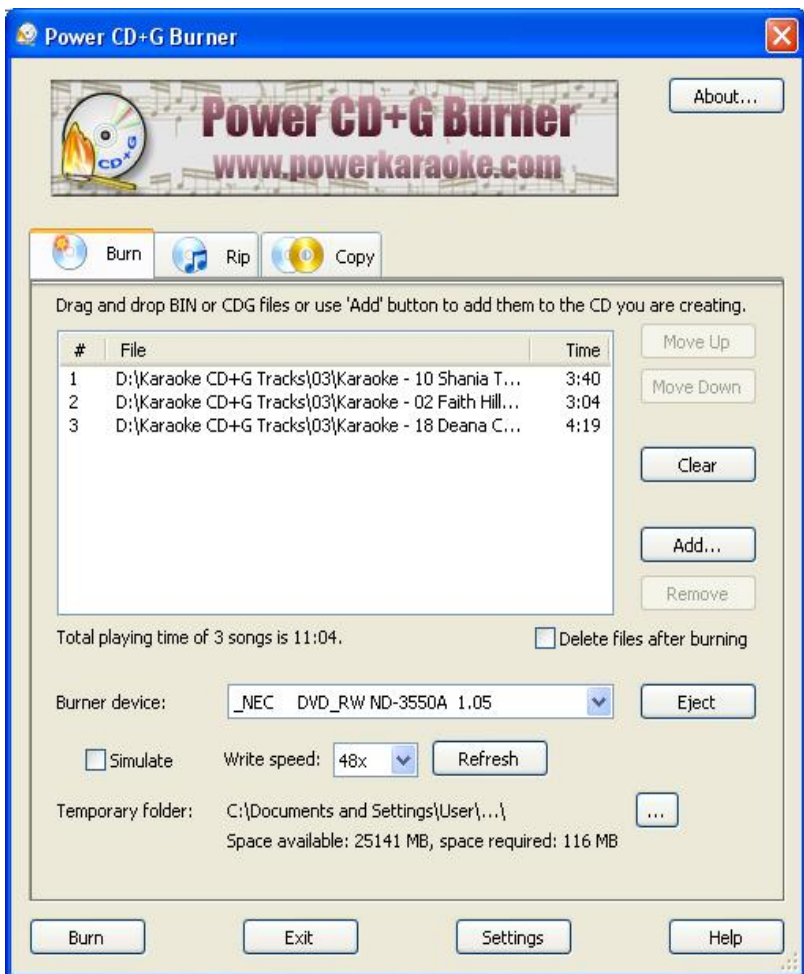 Power CD+G Burner
Power CD+G Burner
www.powerkaraoke.com
CD+G
About...
Burn
Rip
Copy
Drag and drop BIN or CDG files or use 'Add' button to add them to the CD you are creating.
# File Time
1 D:\Karaoke CD+G Tracks\03\Karaoke - 10 Shania T... 3:40
2 D:\Karaoke CD+G Tracks\03\Karaoke - 02 Faith Hill... 3:04
3 D:\Karaoke CD+G Tracks\03\Karaoke - 18 Deana C... 4:19
Move Up
Move Down
Clear
Add...
Remove
Total playing time of 3 songs is 11:04.
Delete files after burning
Burner device: _NEC DVD_RW ND-3550A 1.05 Eject
Simulate Write speed: 48x Refresh
Temporary folder: C:\Documents and Settings\User\...\ ...
Space available: 25141 MB, space required: 116 MB
Burn Exit Settings Help